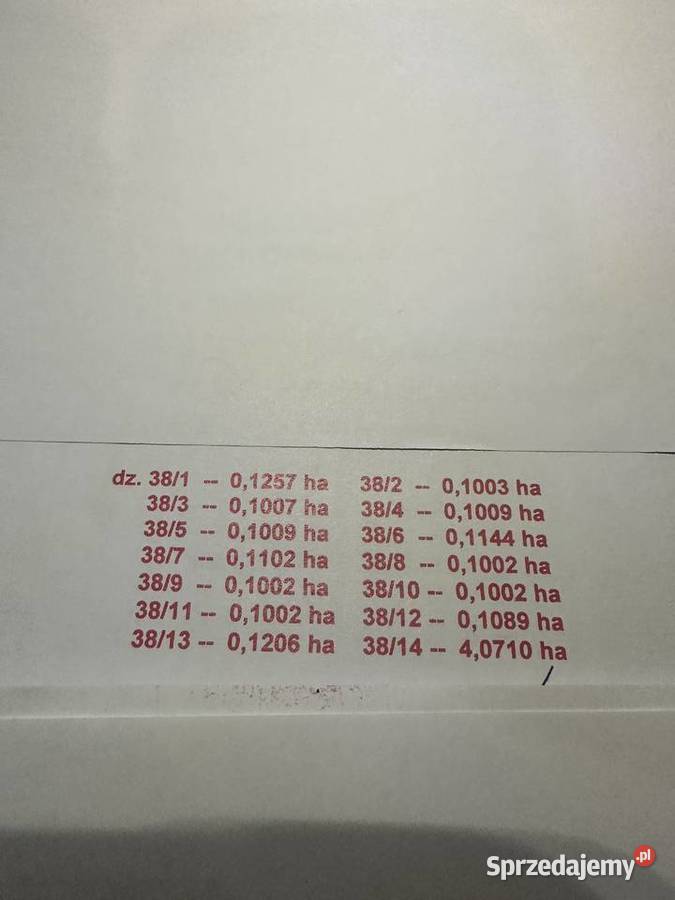 dz. 38/1 -- 0,1257 ha 38/2 -- 0,1003 ha
38/3 -- 0,1007 ha 38/4 -- 0,1009 ha
38/5 -- 0,1009 ha 38/6 -- 0,1144 ha
38/7 -- 0,1102 ha 38/8 -- 0,1002 ha
38/9 -- 0,1002 ha 38/10 -- 0,1002 ha
38/11 -- 0,1002 ha 38/12 -- 0,1089 ha
38/13 -- 0,1206 ha 38/14 -- 4,0710 ha
Sprzedajemy.pl